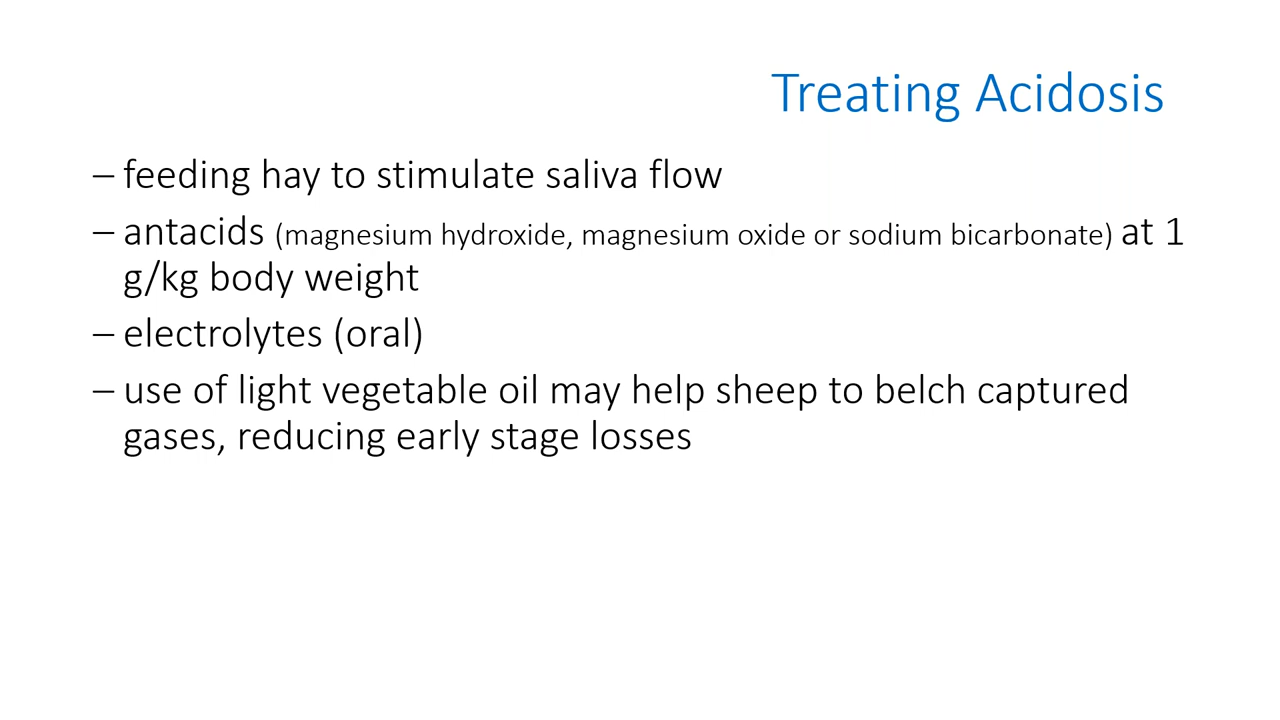 Treating Acidosis
– feeding hay to stimulate saliva flow
– antacids (magnesium hydroxide, magnesium oxide or sodium bicarbonate) at 1
g/kg body weight
– electrolytes (oral)
– use of light vegetable oil may help sheep to belch captured
gases, reducing early stage losses